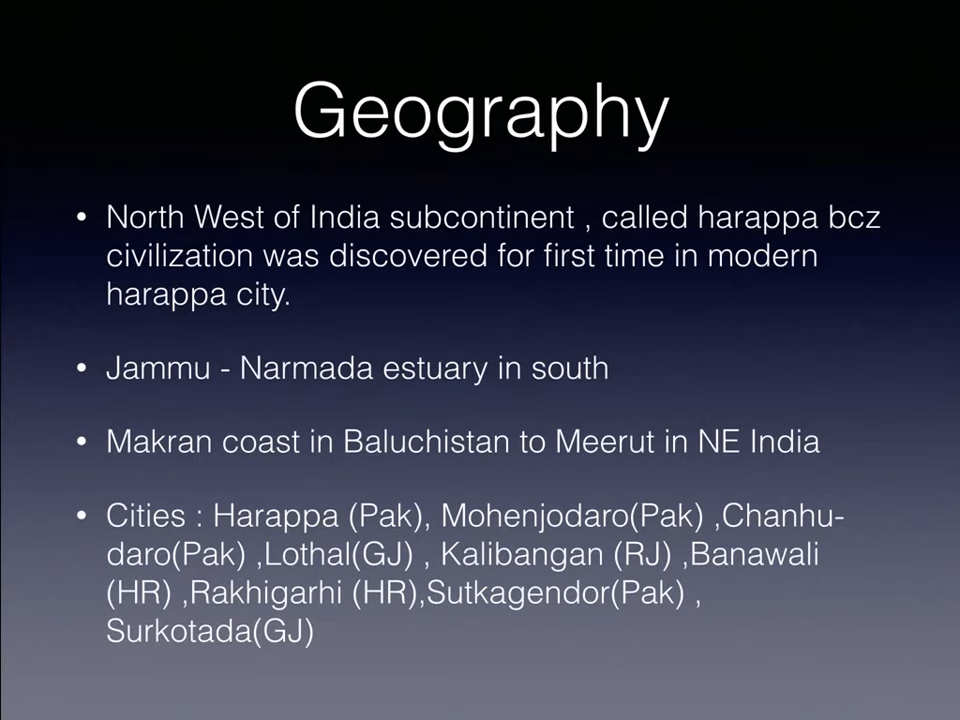 Geography
• North West of India subcontinent , called harappa bcz
civilization was discovered for first time in modern
harappa city.
• Jammu - Narmada estuary in south
• Makran coast in Baluchistan to Meerut in NE India
• Cities : Harappa (Pak), Mohenjodaro(Pak) ,Chanhu-
daro(Pak) ,Lothal(GJ) , Kalibangan (RJ) ,Banawali
(HR) ,Rakhigarhi (HR),Sutkagendor(Pak) ,
Surkotada(GJ)